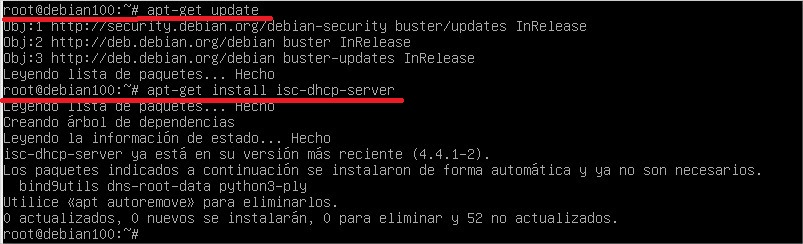 root@debian100:~# apt-get update
Obj:1 http://security.debian.org/debian-security buster/updates InRelease
Obj:2 http://deb.debian.org/debian buster InRelease
Obj:3 http://deb.debian.org/debian buster-updates InRelease
Leyendo lista de paquetes... Hecho
root@debian100:~# apt-get install isc-dhcp-server
Leyendo lista de paquetes... Hecho
Creando árbol de dependencias
Leyendo la información de estado... Hecho
isc-dhcp-server ya está en su versión más reciente (4.4.1-2).
Los paquetes indicados a continuación se instalaron de forma automática y ya no son necesarios.
  bind9utils dns-root-data python3-ply
Utilice «apt autoremove» para eliminarlos.
0 actualizados, 0 nuevos se instalarán, 0 para eliminar y 52 no actualizados.
root@debian100:~#